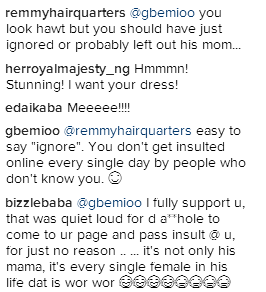 remmyhairquarters @gbemioo you
look hawt but you should have just
ignored or probably left out his mom...
herroyalmajesty_ng Hmmmn!
Stunning! I want your dress!
edaikaba Meeeee!!!!
gbemioo @remmyhairquarters easy to
say "ignore". You don't get insulted
online every single day by people who
don't know you. 😏
bizzlebaba @gbemioo I fully support u,
that was quiet loud for d a**hole to
come to ur page and pass insult @ u,
for just no reason .. ... it's not only his
mama, it's every single female in his
life dat is wor wor 😂😂😂😂😂😂😂😂